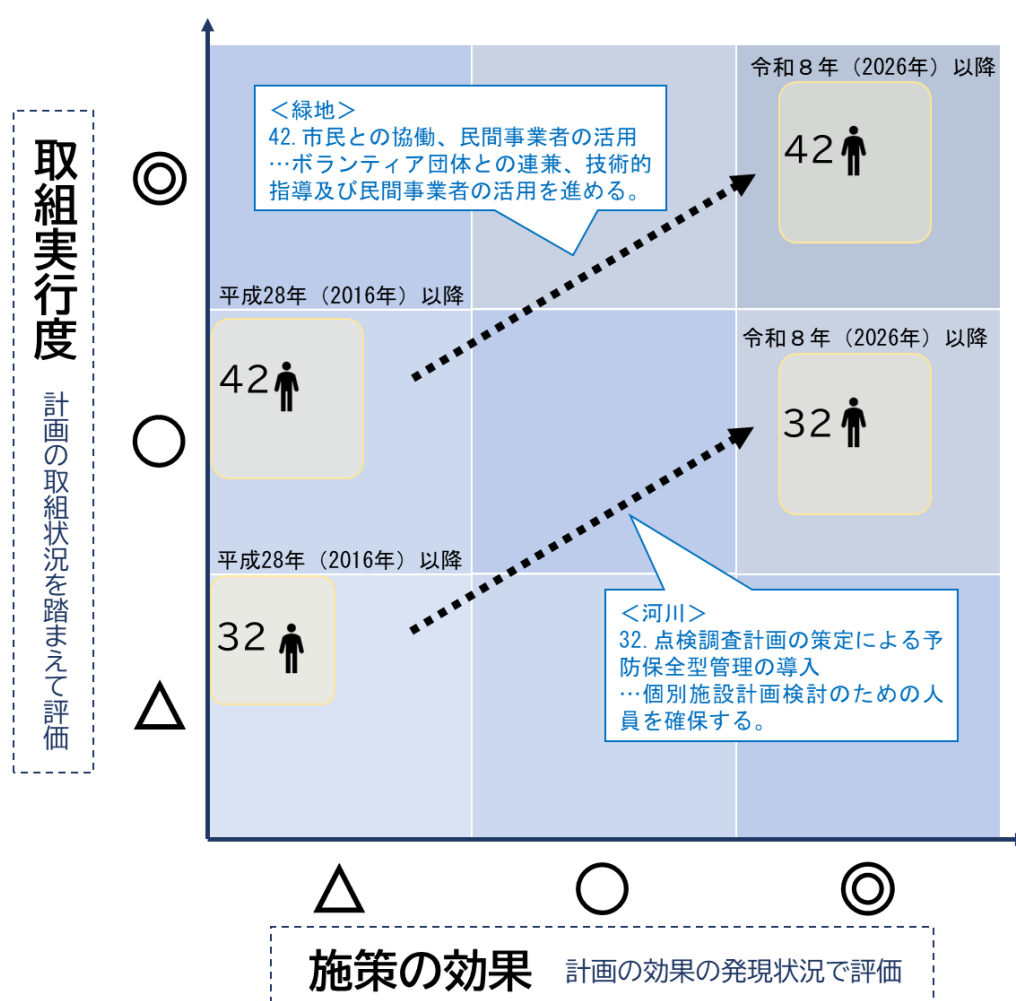 取組実行度
計画の取組状況を踏まえて評価
◎
○
△
令和８年（2026年）以降
42
＜緑地＞
42.市民との協働、民間事業者の活用
…ボランティア団体との連兼、技術的
指導及び民間事業者の活用を進める。
平成28年（2016年）以降
42
令和８年（2026年）以降
32
平成28年（2016年）以降
32
＜河川＞
32.点検調査計画の策定による予
防保全型管理の導入
…個別施設計画検討のための人
員を確保する。
△ ○ ◎
施策の効果 計画の効果の発現状況で評価